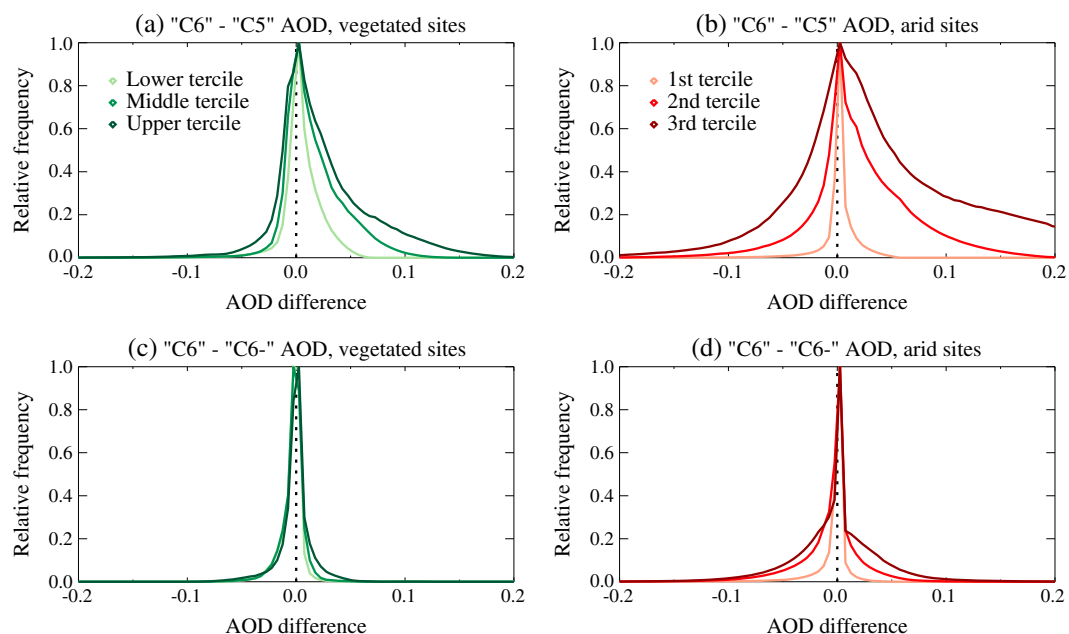 (a) "C6" - "C5" AOD, vegetated sites
Relative frequency
1.0
0.8
0.6
0.4
0.2
0.0
Lower tercile
Middle tercile
Upper tercile
-0.2 -0.1 0.0 0.1 0.2
AOD difference
(b) "C6" - "C5" AOD, arid sites
Relative frequency
1.0
0.8
0.6
0.4
0.2
0.0
1st tercile
2nd tercile
3rd tercile
-0.2 -0.1 0.0 0.1 0.2
AOD difference
(c) "C6" - "C6-" AOD, vegetated sites
Relative frequency
1.0
0.8
0.6
0.4
0.2
0.0
-0.2 -0.1 0.0 0.1 0.2
AOD difference
(d) "C6" - "C6-" AOD, arid sites
Relative frequency
1.0
0.8
0.6
0.4
0.2
0.0
-0.2 -0.1 0.0 0.1 0.2
AOD difference